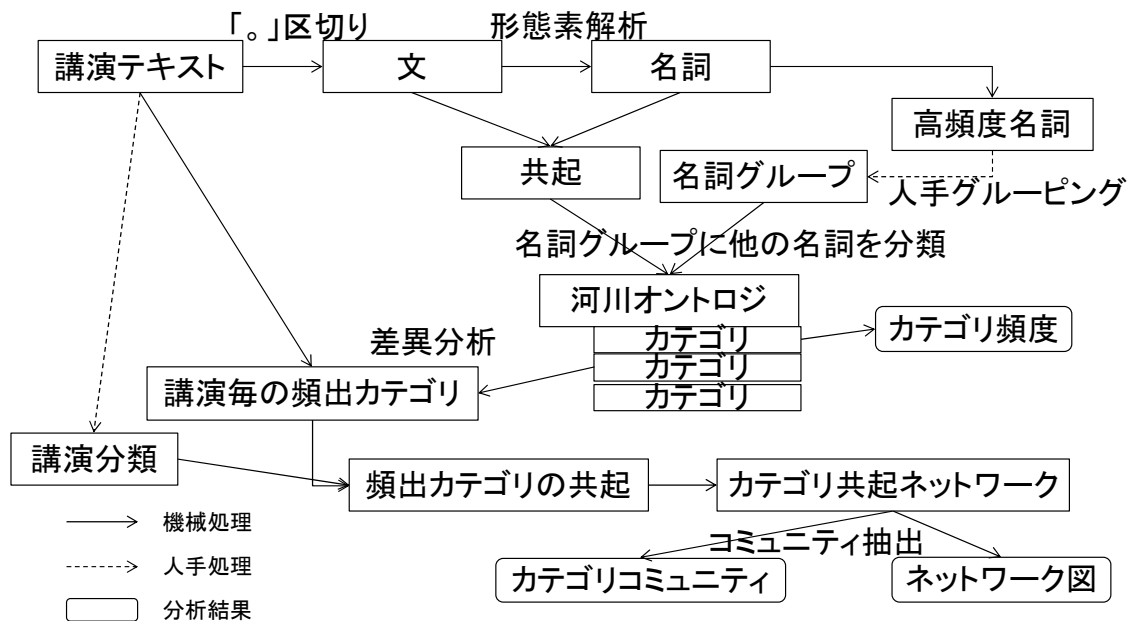 「。」区切り
形態素解析
講演テキスト
文
名詞
高頻度名詞
共起
名詞グループ
人手グルーピング
名詞グループに他の名詞を分類
河川オントロジ
カテゴリ
カテゴリ
カテゴリ
カテゴリ頻度
差異分析
講演毎の頻出カテゴリ
講演分類
頻出カテゴリの共起
カテゴリ共起ネットワーク
機械処理
コミュニティ抽出
人手処理
カテゴリコミュニティ
ネットワーク図
分析結果